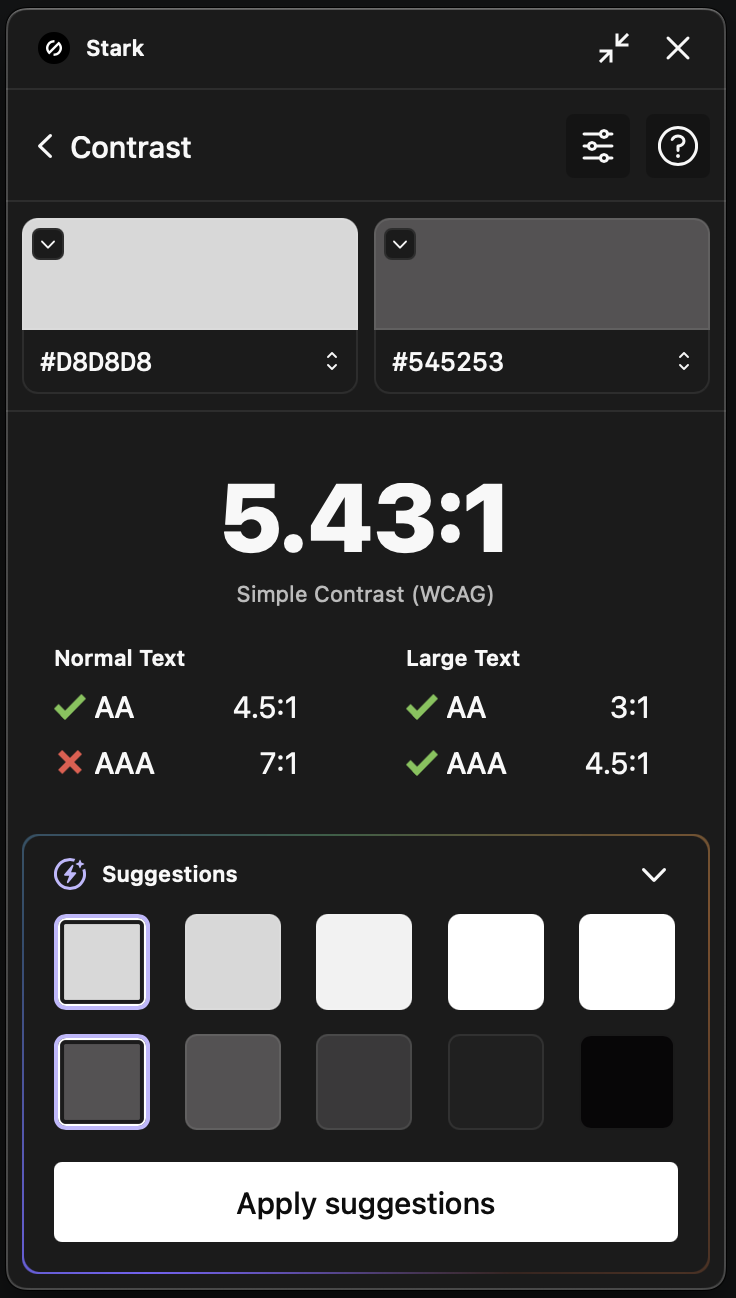 Stark
Contrast
#D8D8D8
#545253
5.43:1
Simple Contrast (WCAG)
Normal Text
AA 4.5:1
AAA 7:1
Large Text
AA 3:1
AAA 4.5:1
Suggestions
Apply suggestions